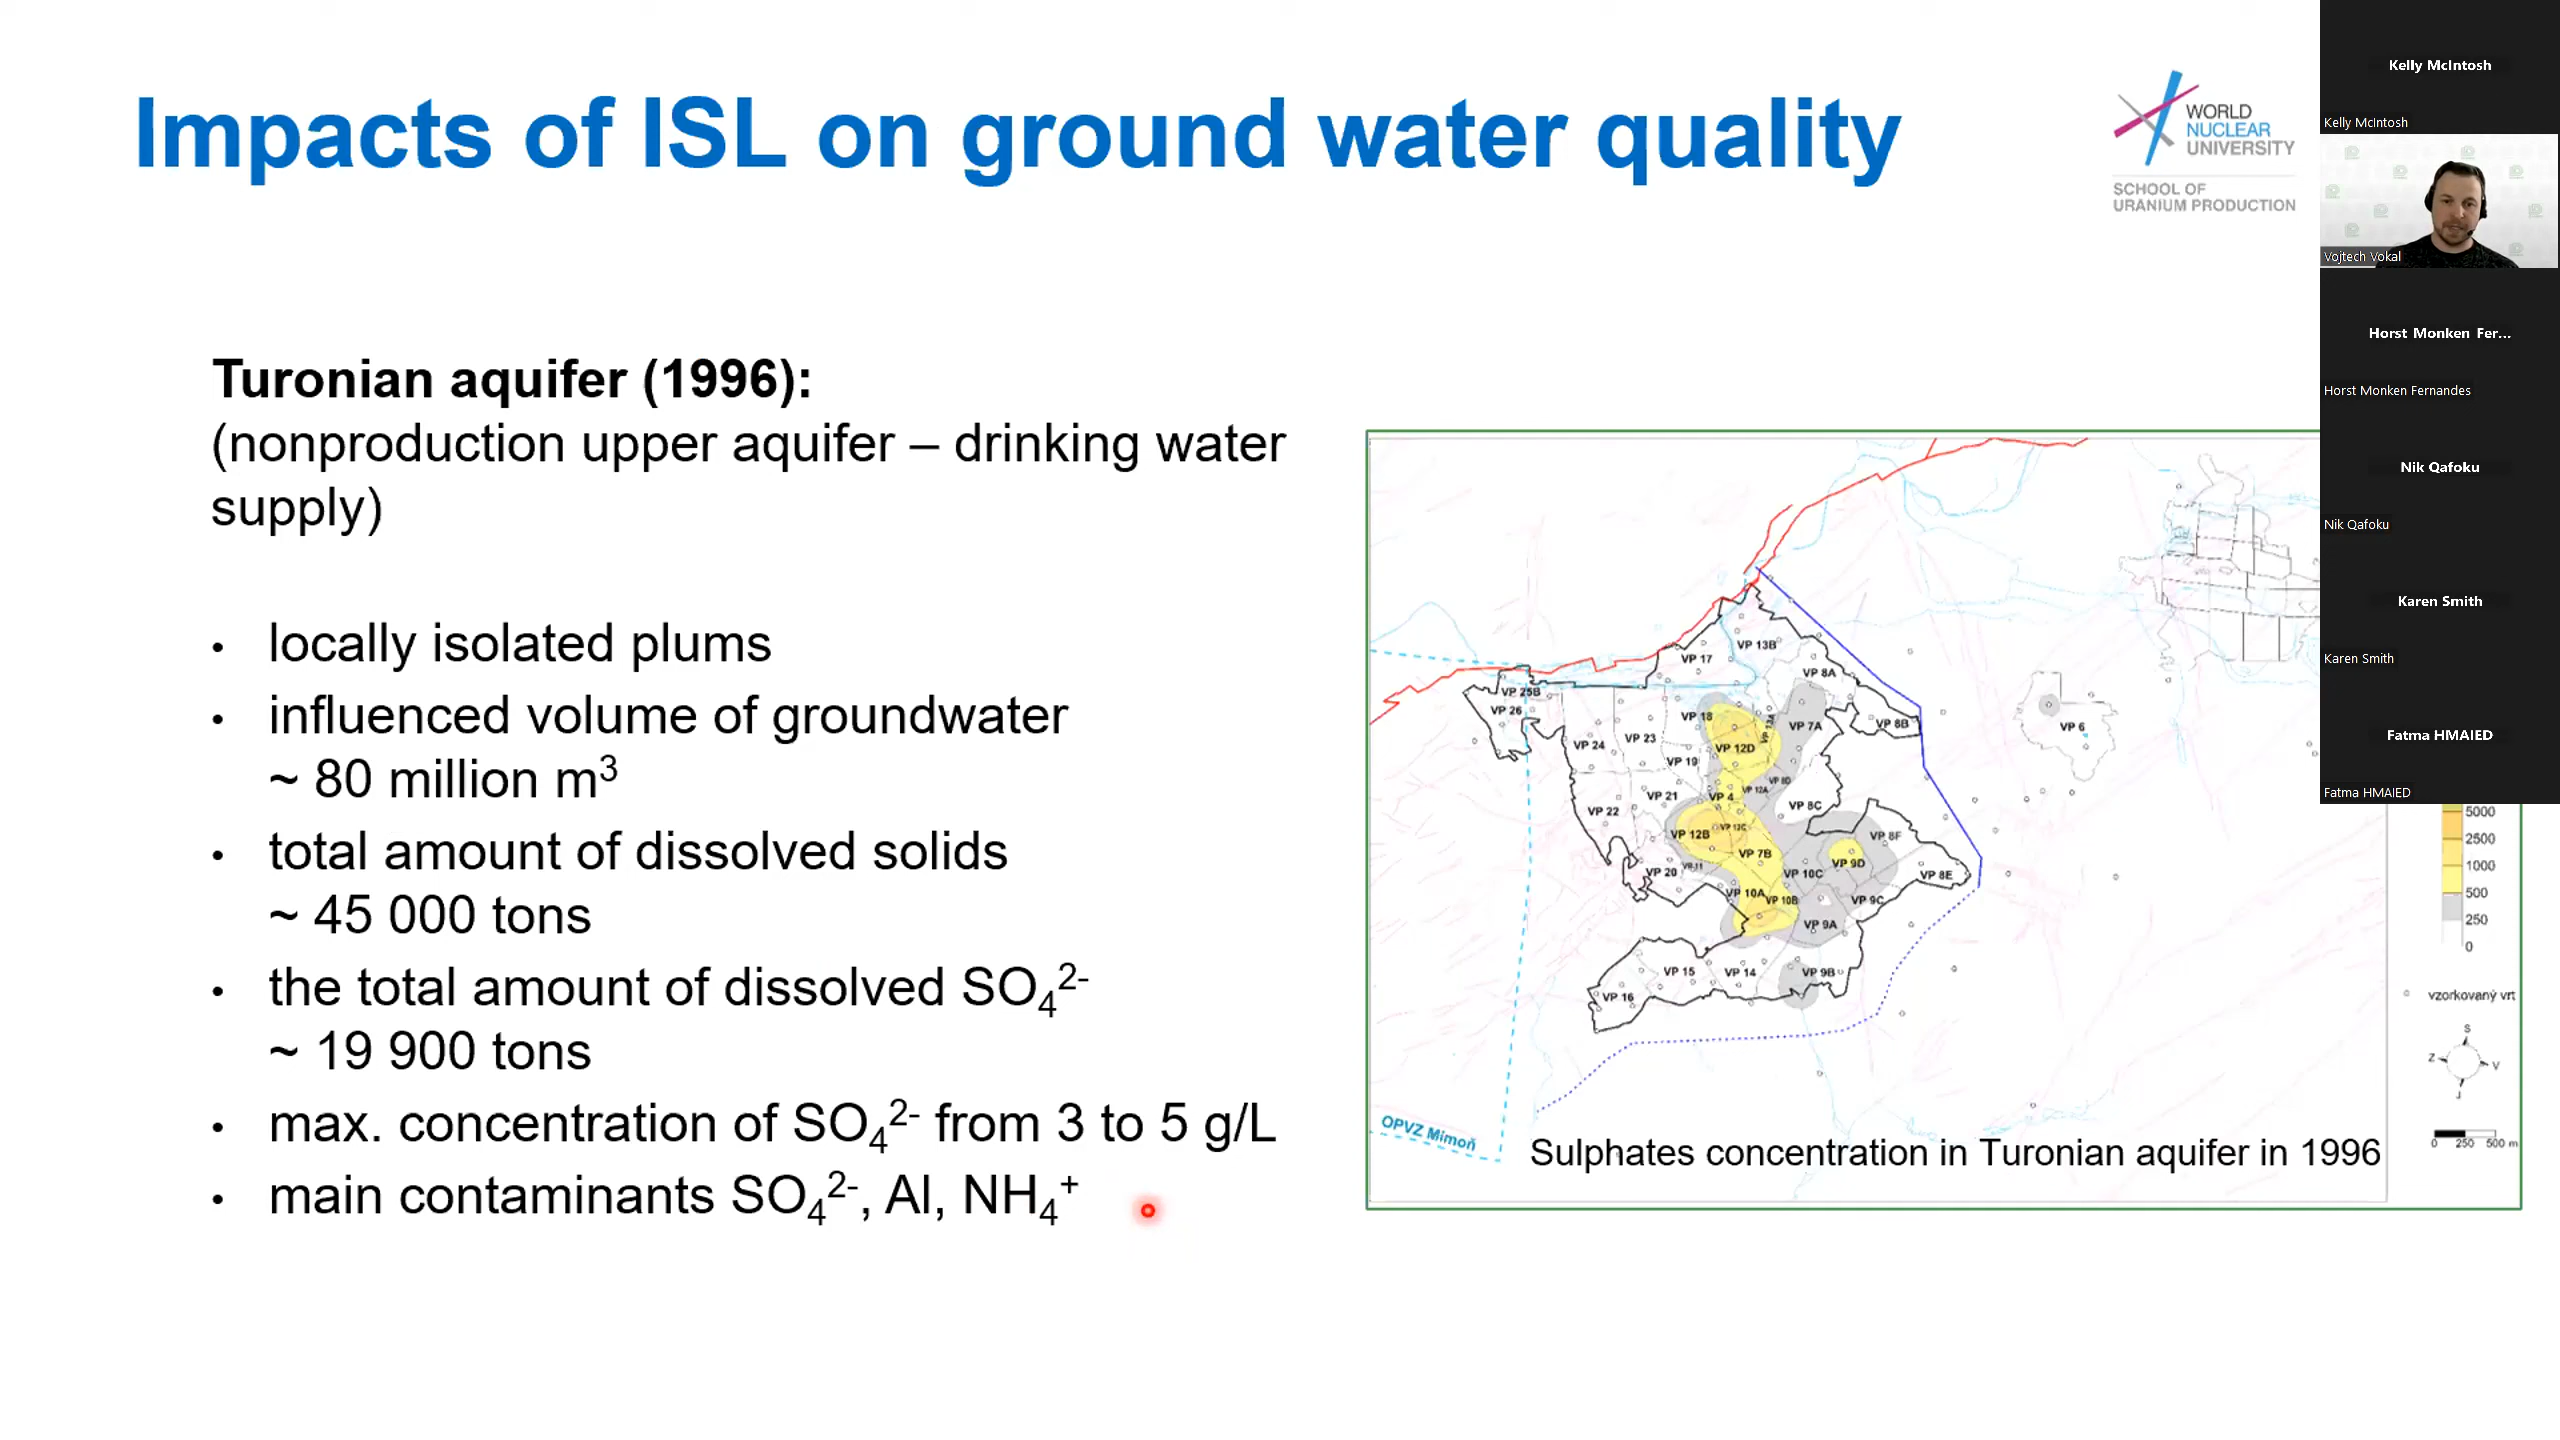 Impacts of ISL on ground water quality
WORLD
NUCLEAR
UNIVERSITY
SCHOOL OF
URANIUM PRODUCTION
Turonian aquifer (1996):
(nonproduction upper aquifer – drinking water
supply)
• locally isolated plums
• influenced volume of groundwater
~ 80 million m³
• total amount of dissolved solids
~ 45 000 tons
• the total amount of dissolved SO₄²⁻
~ 19 900 tons
• max. concentration of SO₄²⁻ from 3 to 5 g/L
• main contaminants SO₄²⁻, Al, NH₄⁺
VP 13B
VP 17
VP 8A
VP 25B
VP 26
VP 18
VP 13A
VP 7A
VP 8B
VP 6
VP 24
VP 23
VP 12D
VP 19
VP 8D
VP 21
VP 4
VP 12A
VP 22
VP 8C
VP 12B
VP 12C
VP 8F
VP 7B
VP 9D
VP 20
VP 11
VP 10C
VP 8E
VP 10A
VP 10B
VP 9C
VP 9A
VP 15
VP 14
VP 9B
VP 16
OPVZ Mimoň
Sulphates concentration in Turonian aquifer in 1996
5000
2500
1000
500
250
0
vzorkovaný vrt
S
Z
V
J
0 250 500 m
Kelly McIntosh
Kelly McIntosh
Vojtech Vokal
Horst Monken Fer...
Horst Monken Fernandes
Nik Qafoku
Nik Qafoku
Karen Smith
Karen Smith
Fatma HMAIED
Fatma HMAIED